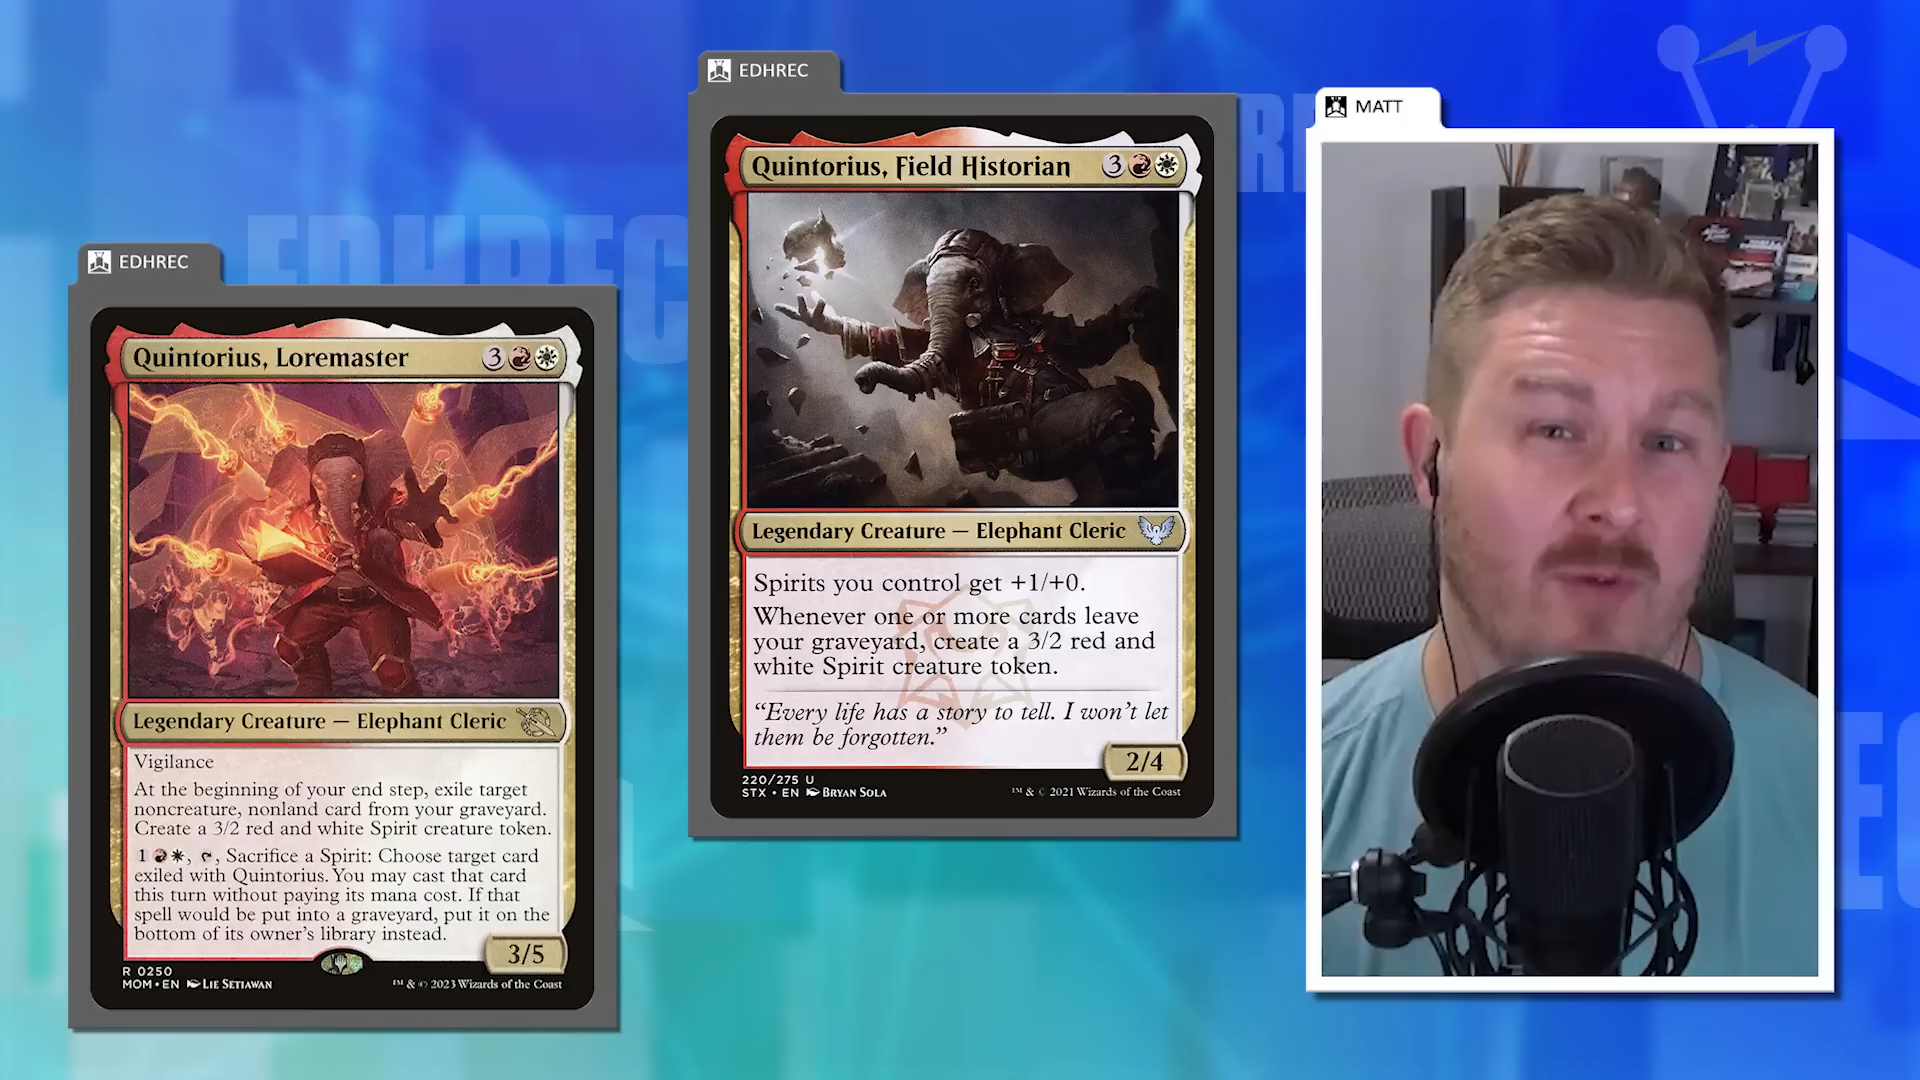 EDHREC
Quintorius, Loremaster 3
Legendary Creature — Elephant Cleric
Vigilance
At the beginning of your end step, exile target
noncreature, nonland card from your graveyard.
Create a 3/2 red and white Spirit creature token.
1 , , Sacrifice a Spirit: Choose target card
exiled with Quintorius. You may cast that card
this turn without paying its mana cost. If that
spell would be put into a graveyard, put it on the
bottom of its owner's library instead.
3/5
R 0250
MOM • EN LIE SETIAWAN
™ & © 2023 Wizards of the Coast
EDHREC
Quintorius, Field Historian 3
Legendary Creature — Elephant Cleric
Spirits you control get +1/+0.
Whenever one or more cards leave
your graveyard, create a 3/2 red and
white Spirit creature token.
“Every life has a story to tell. I won't let
them be forgotten.”
2/4
220/275 U
STX • EN BRYAN SOLA
™ & © 2021 Wizards of the Coast
MATT
EDHREC